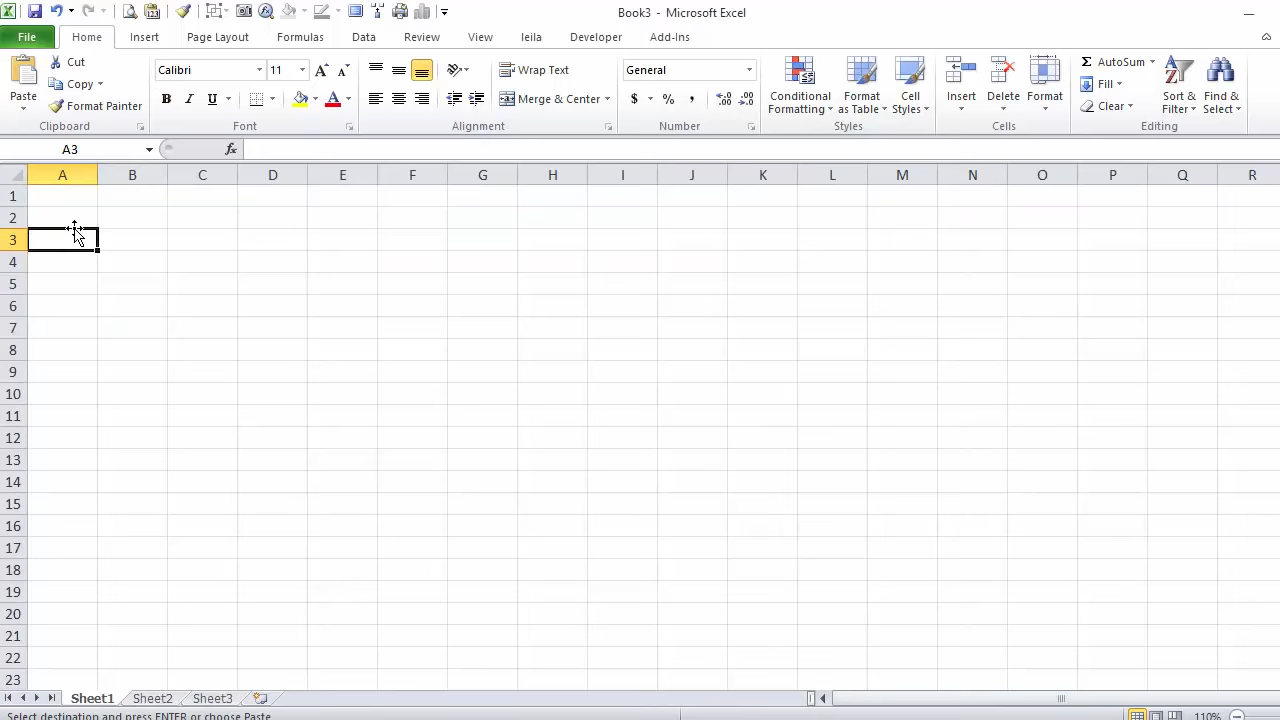 Book3 - Microsoft Excel
File Home Insert Page Layout Formulas Data Review View leila Developer Add-Ins
Paste
Cut
Copy
Format Painter
Clipboard
Calibri 11
B I U A
Font
Wrap Text
Merge & Center
Alignment
General
$ % ,
Number
Conditional Formatting
Format as Table
Cell Styles
Styles
Insert
Delete
Format
Cells
Σ AutoSum
Fill
Clear
Sort & Filter
Find & Select
Editing
A3 fx
A B C D E F G H I J K L M N O P Q R
1
2
3
4
5
6
7
8
9
10
11
12
13
14
15
16
17
18
19
20
21
22
23
Sheet1 Sheet2 Sheet3
Select destination and press ENTER or choose Paste 110%